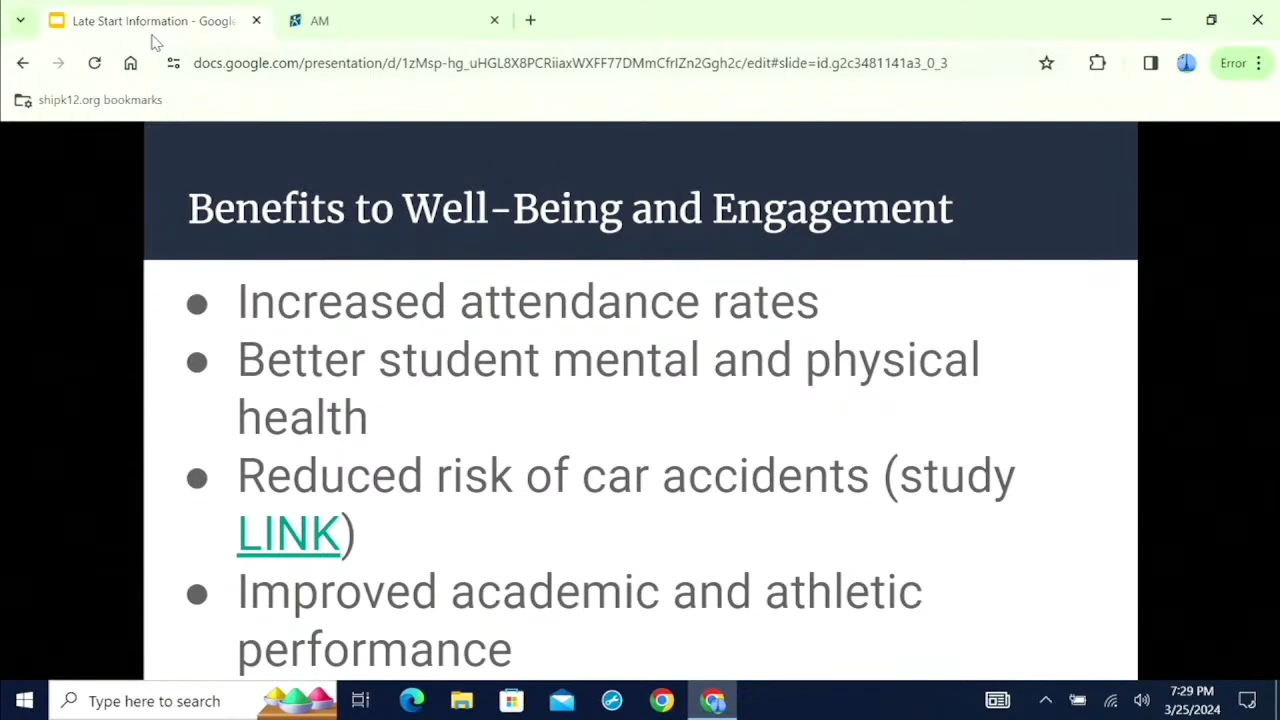 Late Start Information - Google
AM
docs.google.com/presentation/d/1zMsp-hg_uHGL8X8PCRiiaxWXFF77DMmCfrIZn2Ggh2c/edit#slide=id.g2c3481141a3_0_3
Error
shipk12.org bookmarks
Benefits to Well-Being and Engagement
● Increased attendance rates
● Better student mental and physical
health
● Reduced risk of car accidents (study
LINK)
● Improved academic and athletic
performance
Type here to search
7:29 PM
3/25/2024